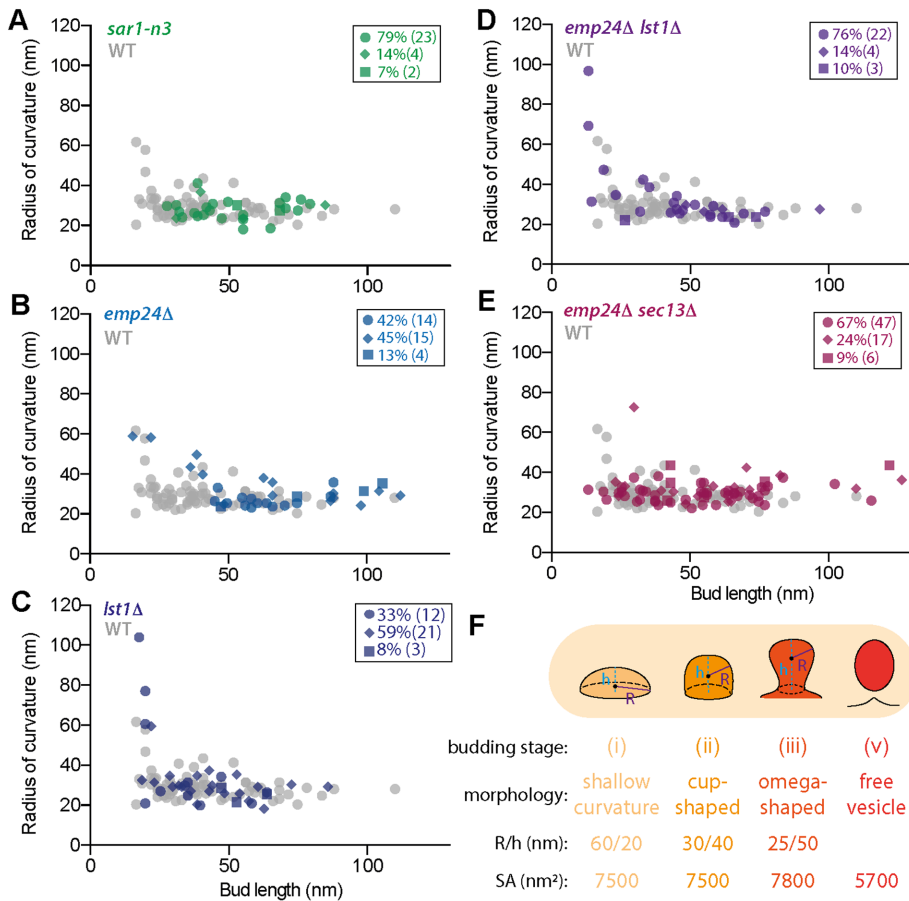 A
sar1-n3
WT
79% (23)
14%(4)
7% (2)
Radius of curvature (nm)
120
100
80
60
40
20
0
0
50
100
B
emp24Δ
WT
42% (14)
45%(15)
13% (4)
Radius of curvature (nm)
120
100
80
60
40
20
0
0
50
100
C
lst1Δ
WT
33% (12)
59%(21)
8% (3)
Radius of curvature (nm)
120
100
80
60
40
20
0
0
50
100
Bud length (nm)
D
emp24Δ lst1Δ
WT
76% (22)
14%(4)
10% (3)
Radius of curvature (nm)
120
100
80
60
40
20
0
0
50
100
E
emp24Δ sec13Δ
WT
67% (47)
24%(17)
9% (6)
Radius of curvature (nm)
120
100
80
60
40
20
0
0
50
100
Bud length (nm)
F
h R
h R
h R
budding stage: (i) (ii) (iii) (v)
morphology: shallow curvature cup-shaped omega-shaped free vesicle
R/h (nm): 60/20 30/40 25/50
SA (nm²): 7500 7500 7800 5700